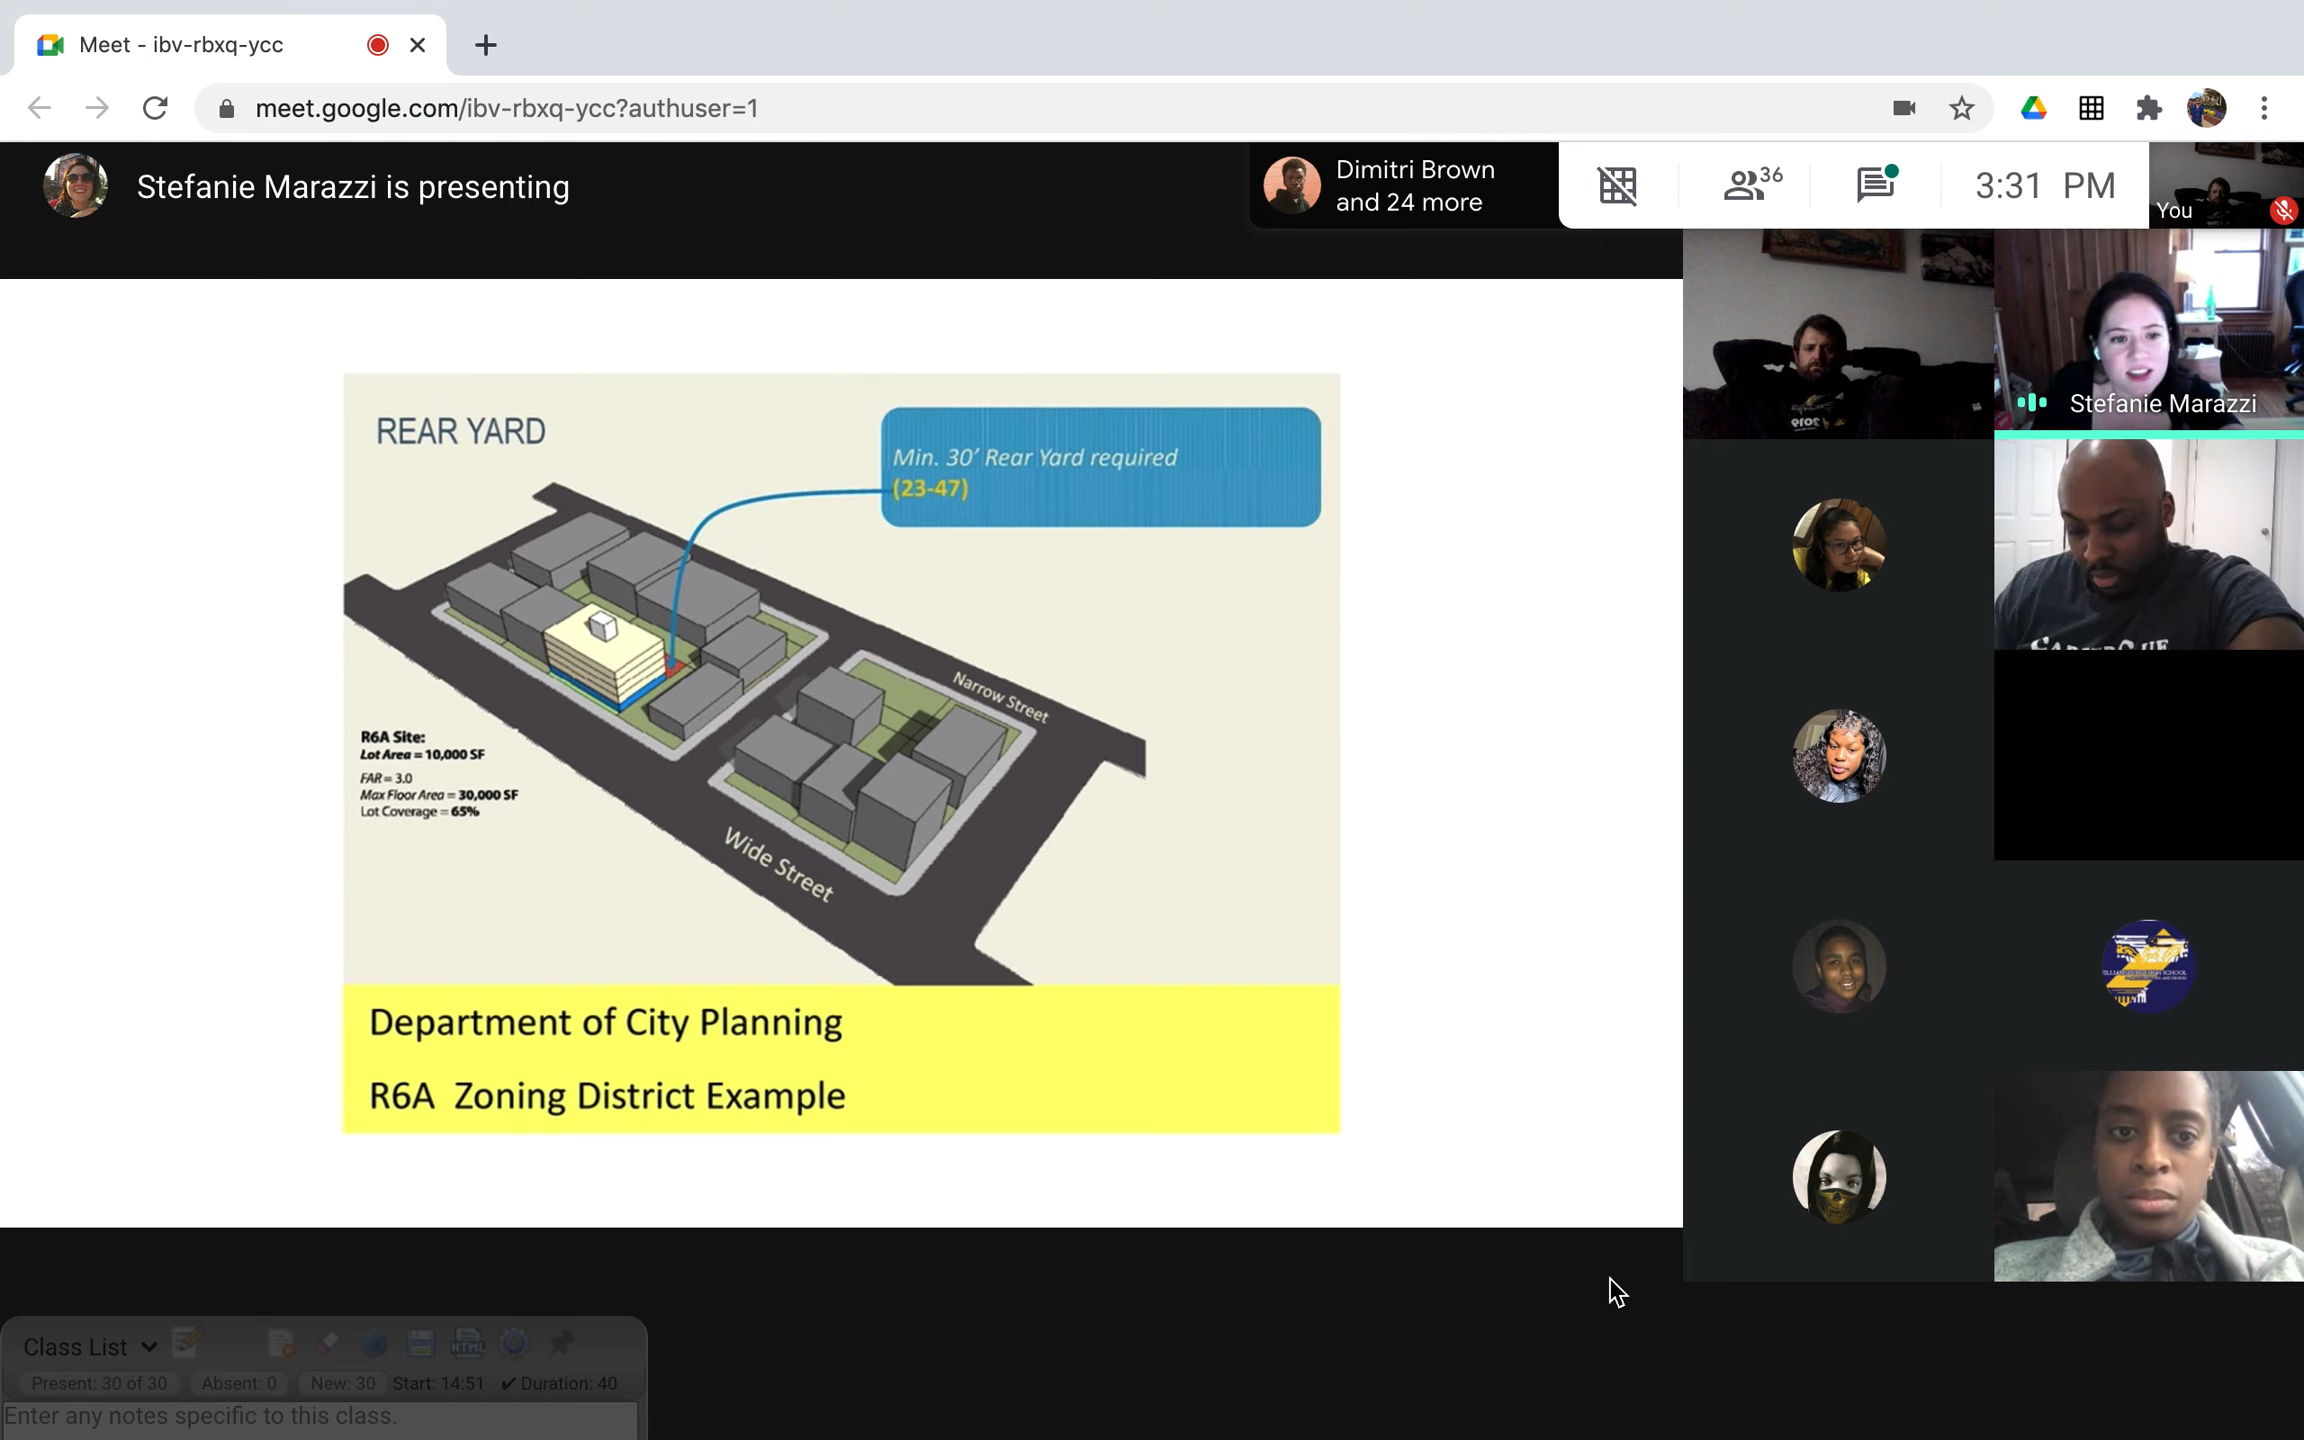 Meet - ibv-rbxq-ycc
meet.google.com/ibv-rbxq-ycc?authuser=1
Stefanie Marazzi is presenting
Dimitri Brown
and 24 more
36
3:31 PM
You
Stefanie Marazzi
REAR YARD
Min. 30' Rear Yard required
(23-47)
Narrow Street
Wide Street
R6A Site:
Lot Area = 10,000 SF
FAR = 3.0
Max Floor Area = 30,000 SF
Lot Coverage = 65%
Department of City Planning
R6A Zoning District Example
Class List
HTML
Present: 30 of 30
Absent: 0
New: 30
Start: 14:51
✓ Duration: 40
Enter any notes specific to this class.